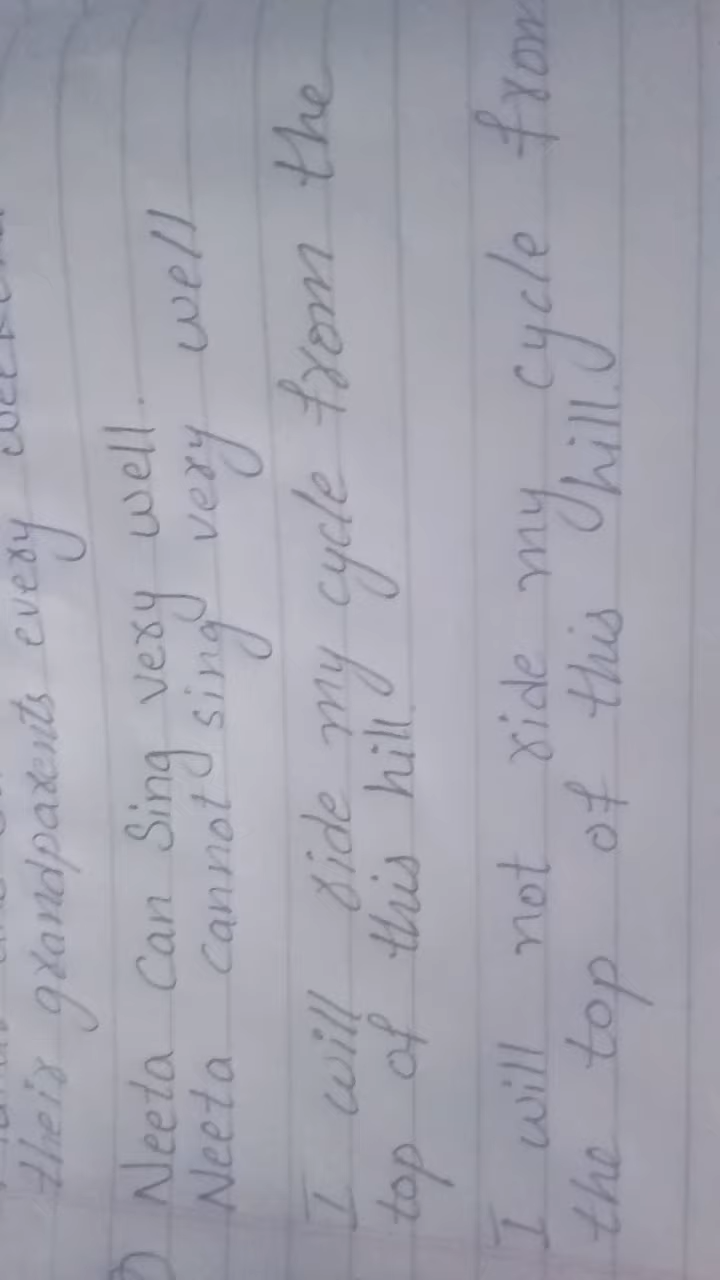 their grandparents every
Neeta Can Sing very well.
Neeta cannot sing very well
I will ride my cycle from the
top of this hill.
I will not ride my cycle from
the top of this hill.